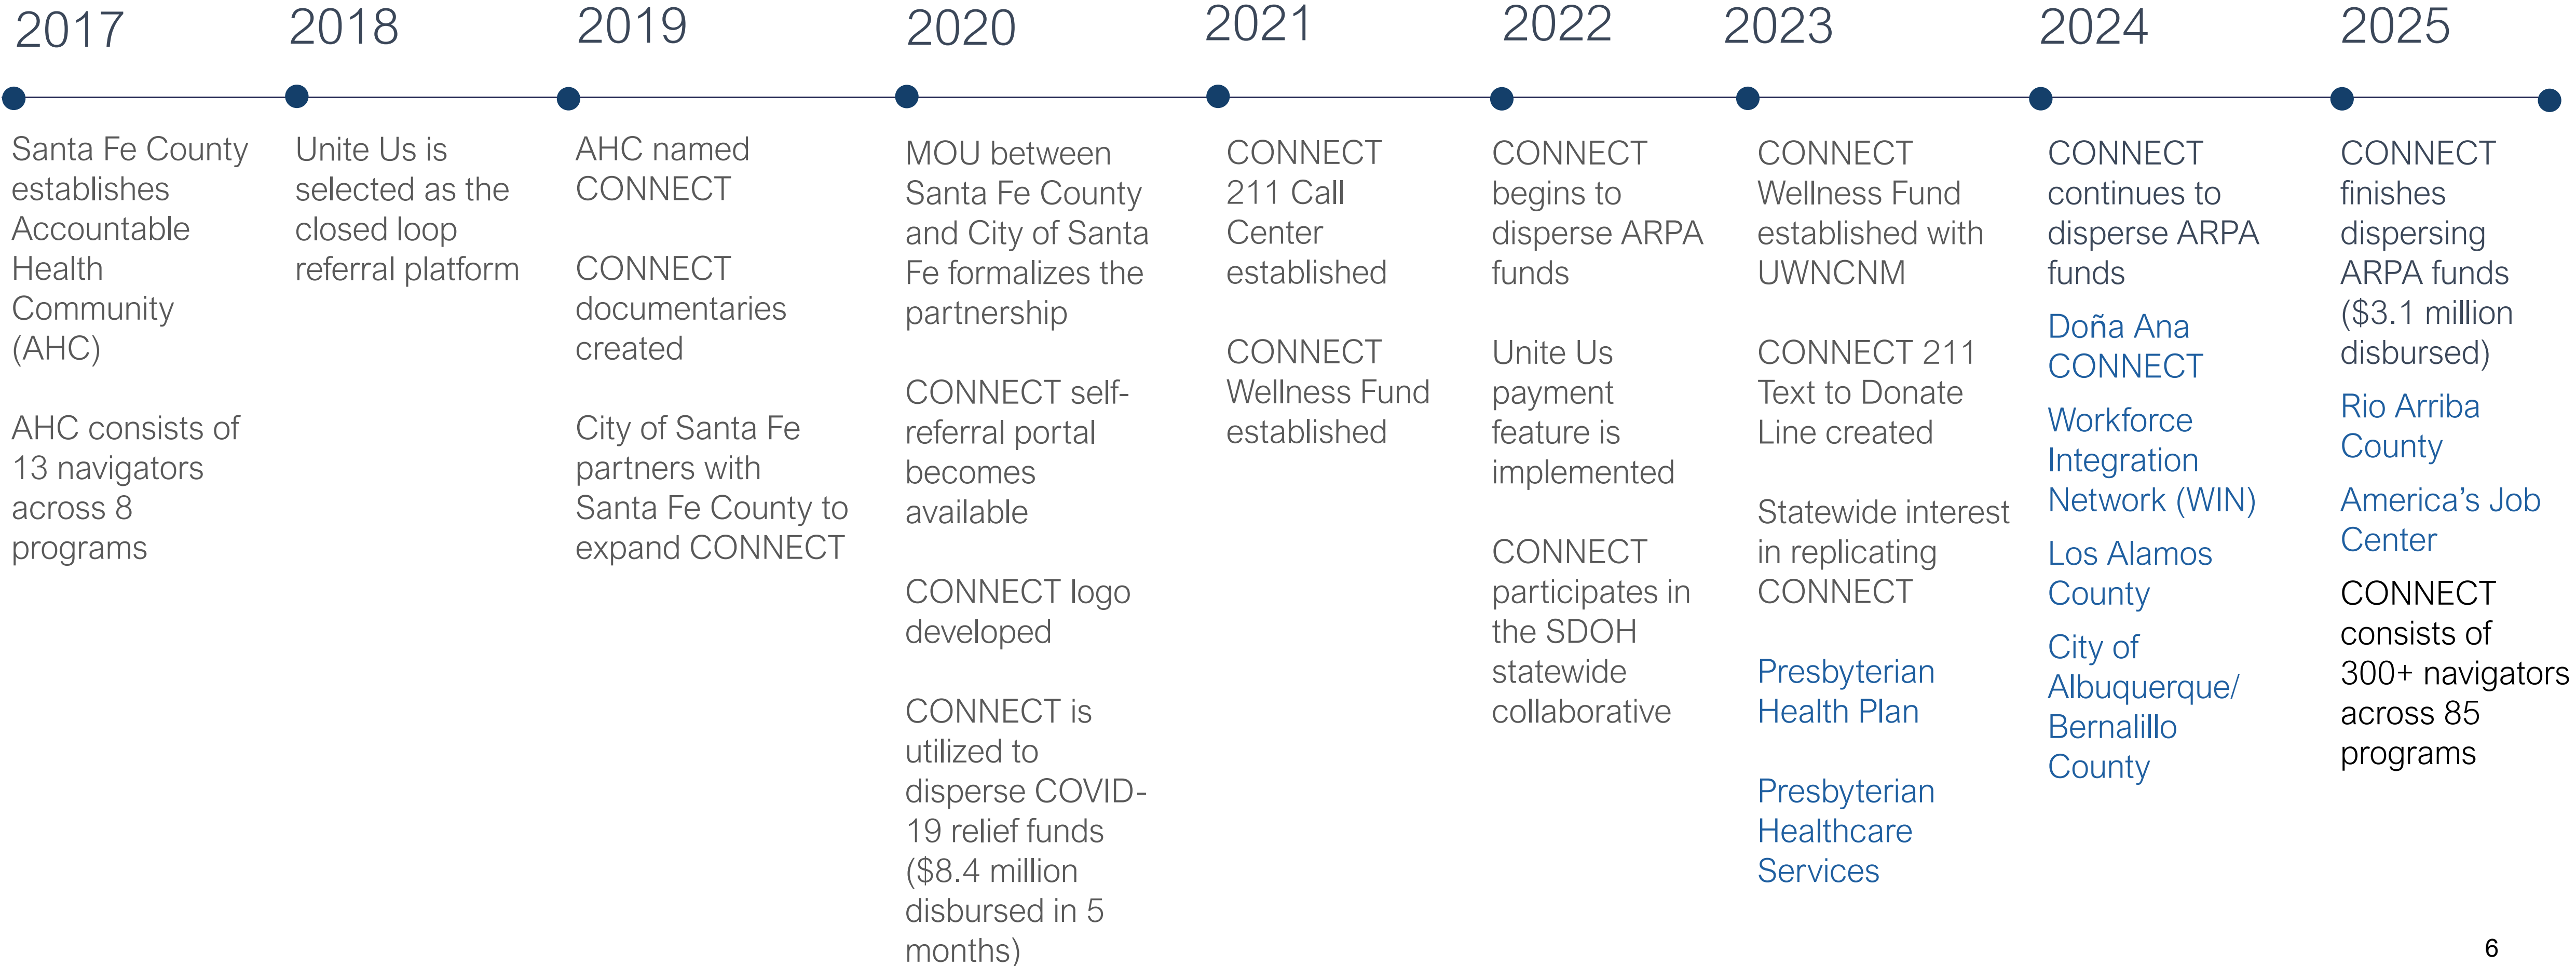 2017
Santa Fe County
establishes
Accountable
Health
Community
(AHC)
AHC consists of
13 navigators
across 8
programs
2018
Unite Us is
selected as the
closed loop
referral platform
2019
AHC named
CONNECT
CONNECT
documentaries
created
City of Santa Fe
partners with
Santa Fe County to
expand CONNECT
2020
MOU between
Santa Fe County
and City of Santa
Fe formalizes the
partnership
CONNECT self-
referral portal
becomes
available
CONNECT logo
developed
CONNECT is
utilized to
disperse COVID-
19 relief funds
($8.4 million
disbursed in 5
months)
2021
CONNECT
211 Call
Center
established
CONNECT
Wellness Fund
established
2022
CONNECT
begins to
disperse ARPA
funds
Unite Us
payment
feature is
implemented
CONNECT
participates in
the SDOH
statewide
collaborative
2023
CONNECT
Wellness Fund
established with
UWNCNM
CONNECT 211
Text to Donate
Line created
Statewide interest
in replicating
CONNECT
Presbyterian
Health Plan
Presbyterian
Healthcare
Services
2024
CONNECT
continues to
disperse ARPA
funds
Doña Ana
CONNECT
Workforce
Integration
Network (WIN)
Los Alamos
County
City of
Albuquerque/
Bernalillo
County
2025
CONNECT
finishes
dispersing
ARPA funds
($3.1 million
disbursed)
Rio Arriba
County
America’s Job
Center
CONNECT
consists of
300+ navigators
across 85
programs
6